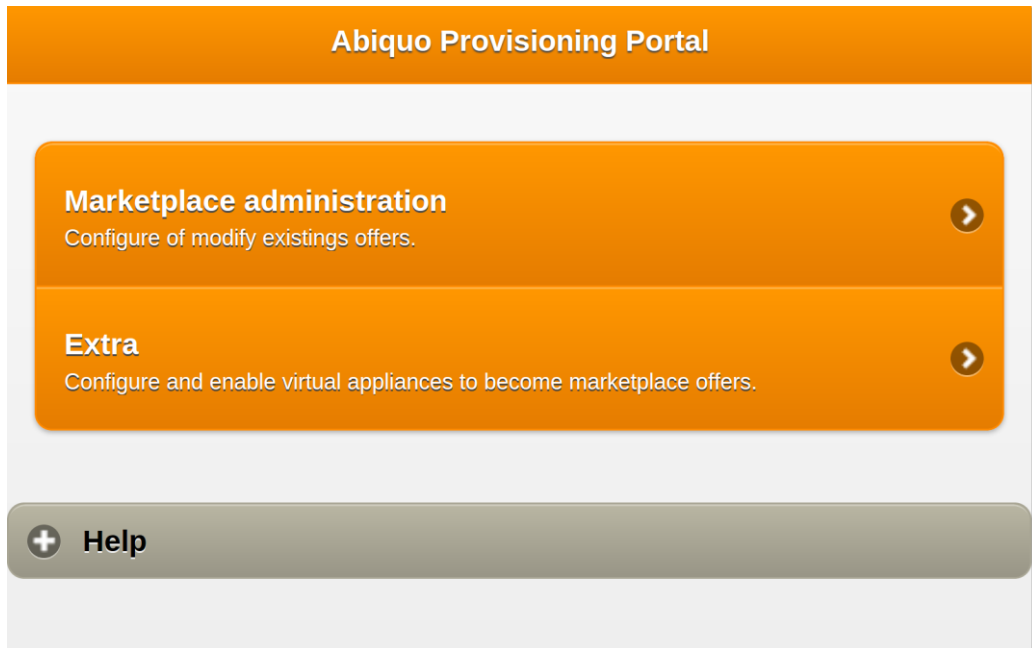 Abiquo Provisioning Portal
Marketplace administration
Configure of modify existings offers.
Extra
Configure and enable virtual appliances to become marketplace offers.
Help